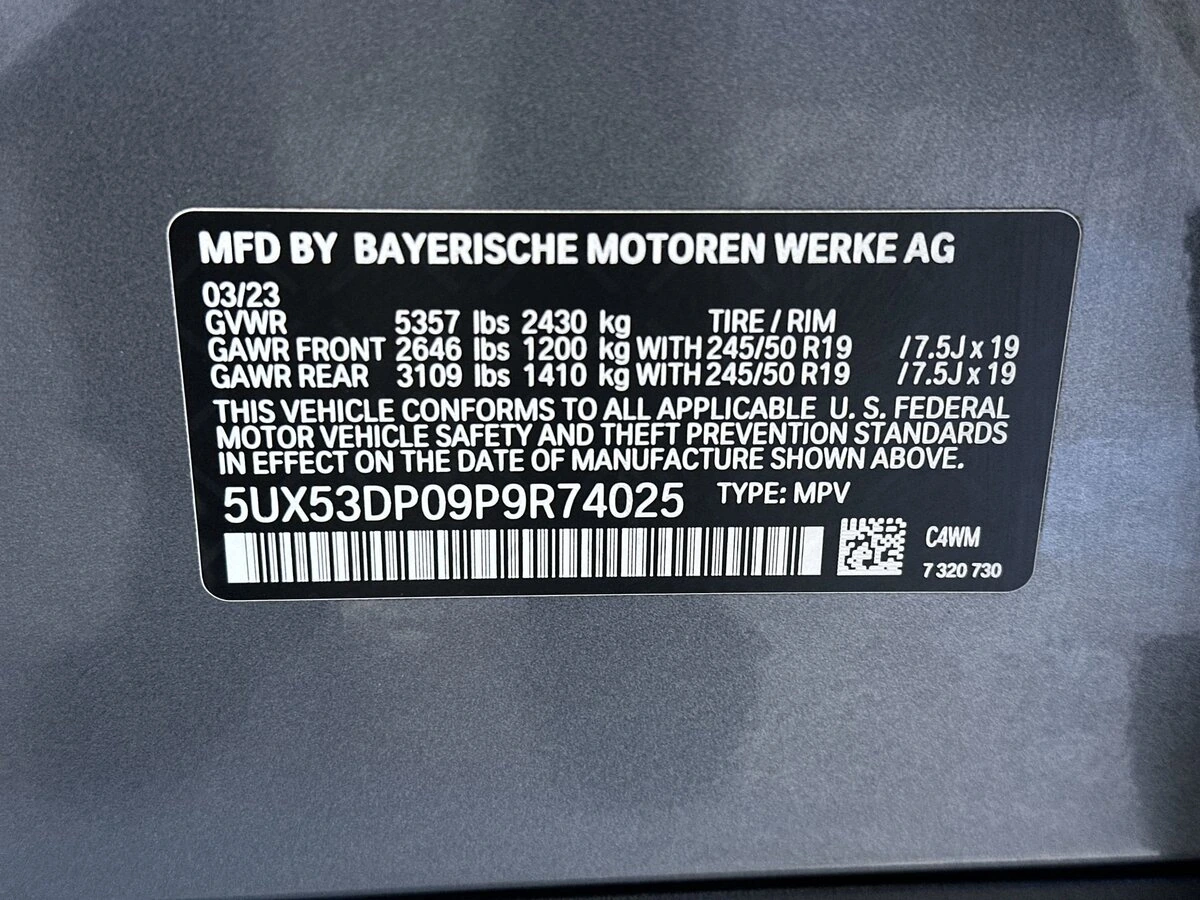 MFD BY BAYERISCHE MOTOREN WERKE AG
03/23
GVWR 5357 lbs 2430 kg TIRE / RIM
GAWR FRONT 2646 lbs 1200 kg WITH 245/50 R19 / 7.5J x 19
GAWR REAR 3109 lbs 1410 kg WITH 245/50 R19 / 7.5J x 19
THIS VEHICLE CONFORMS TO ALL APPLICABLE U. S. FEDERAL
MOTOR VEHICLE SAFETY AND THEFT PREVENTION STANDARDS
IN EFFECT ON THE DATE OF MANUFACTURE SHOWN ABOVE.
5UX53DP09P9R74025 TYPE: MPV
C4WM
7 320 730